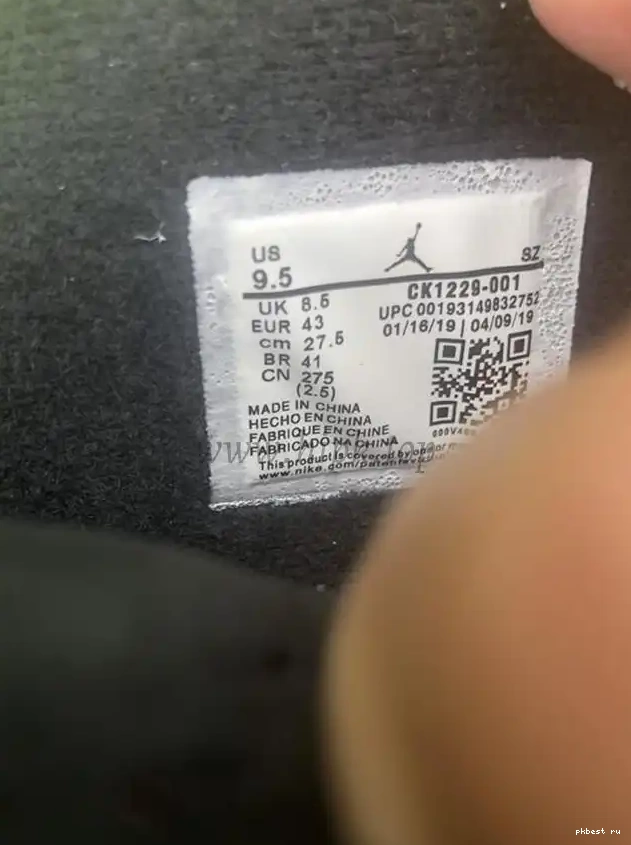 US SZ
9.5
CK1229-001
UK 8.5
UPC 00193149832752
EUR 43
01/16/19 | 04/09/19
cm 27.5
BR 41
CN 275
(2.5)
MADE IN CHINA
HECHO EN CHINA
FABRIQUE EN CHINE
FABRICADO NA CHINA
This product is covered by one or
www.nike.com/patents
pkbest ru